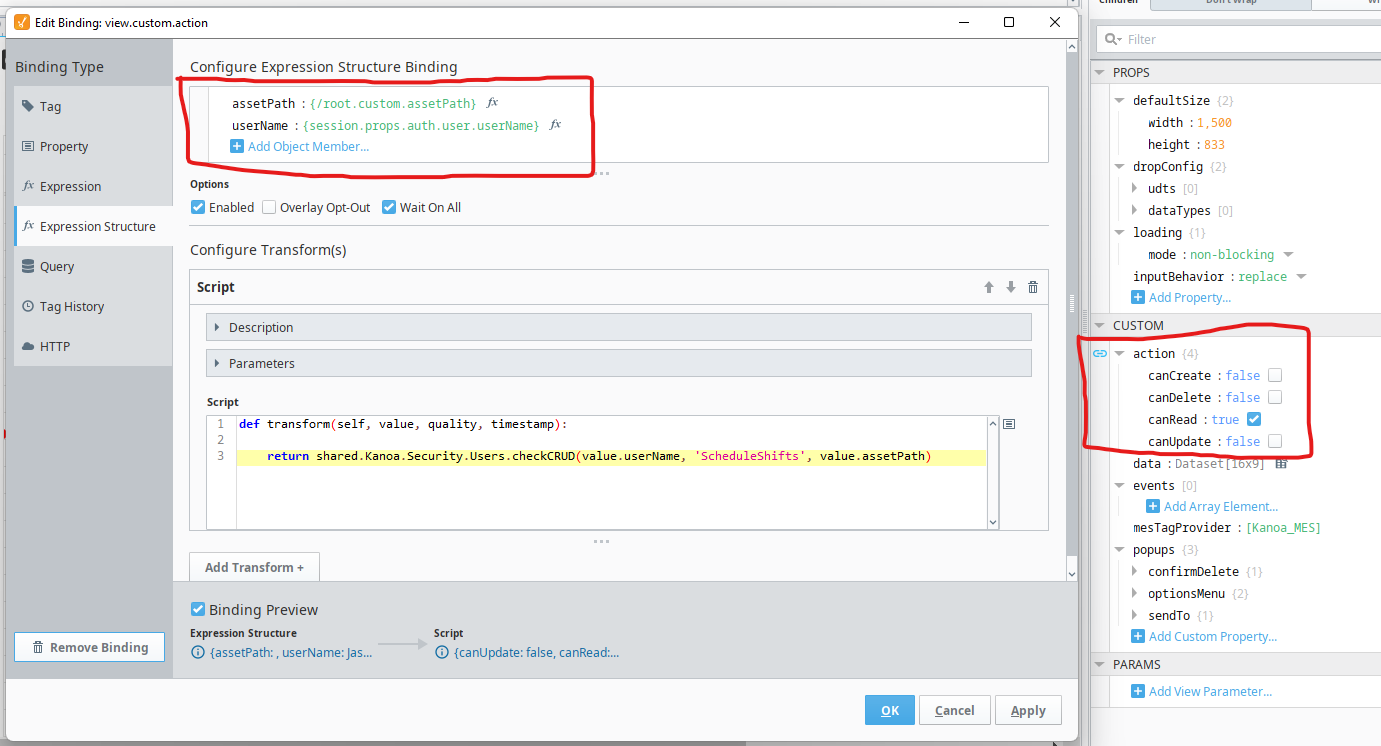 Edit Binding: view.custom.action
Binding Type
Tag
Property
fx Expression
fx Expression Structure
Query
Tag History
HTTP
Remove Binding
Configure Expression Structure Binding
assetPath : {/root.custom.assetPath} fx
userName : {session.props.auth.user.userName} fx
Add Object Member...
Options
Enabled Overlay Opt-Out Wait On All
Configure Transform(s)
Script
Description
Parameters
Script
1 def transform(self, value, quality, timestamp):
2
3 return shared.Kanoa.Security.Users.checkCRUD(value.userName, 'ScheduleShifts', value.assetPath)
Add Transform +
Binding Preview
Expression Structure Script
{assetPath: , userName: Jas... {canUpdate: false, canRead:...
OK Cancel Apply
Children Don't Wrap
Filter
PROPS
defaultSize {2}
width : 1,500
height : 833
dropConfig {2}
udts [0]
dataTypes [0]
loading {1}
mode : non-blocking
inputBehavior : replace
Add Property...
CUSTOM
action {4}
canCreate : false
canDelete : false
canRead : true
canUpdate : false
data : Dataset[16x9]
events [0]
Add Array Element...
mesTagProvider : [Kanoa_MES]
popups {3}
confirmDelete {1}
optionsMenu {2}
sendTo {1}
Add Custom Property...
PARAMS
Add View Parameter...